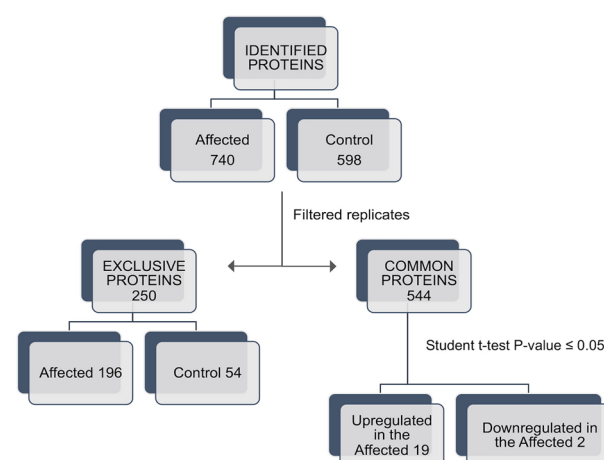 IDENTIFIED
PROTEINS
Affected
740
Control
598
Filtered replicates
EXCLUSIVE
PROTEINS
250
COMMON
PROTEINS
544
Affected 196
Control 54
Student t-test P-value ≤ 0.05
Upregulated
in the
Affected 19
Downregulated in
the Affected 2